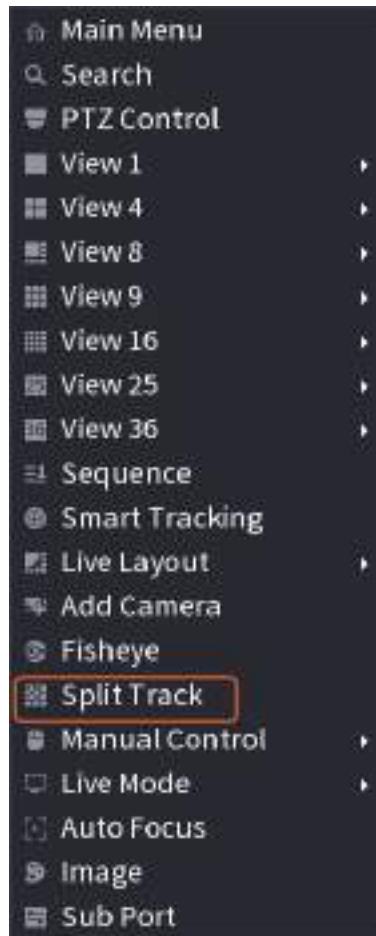 Main Menu
Search
PTZ Control
View 1
View 4
View 8
View 9
View 16
View 25
View 36
Sequence
Smart Tracking
Live Layout
Add Camera
Fisheye
Split Track
Manual Control
Live Mode
Auto Focus
Image
Sub Port